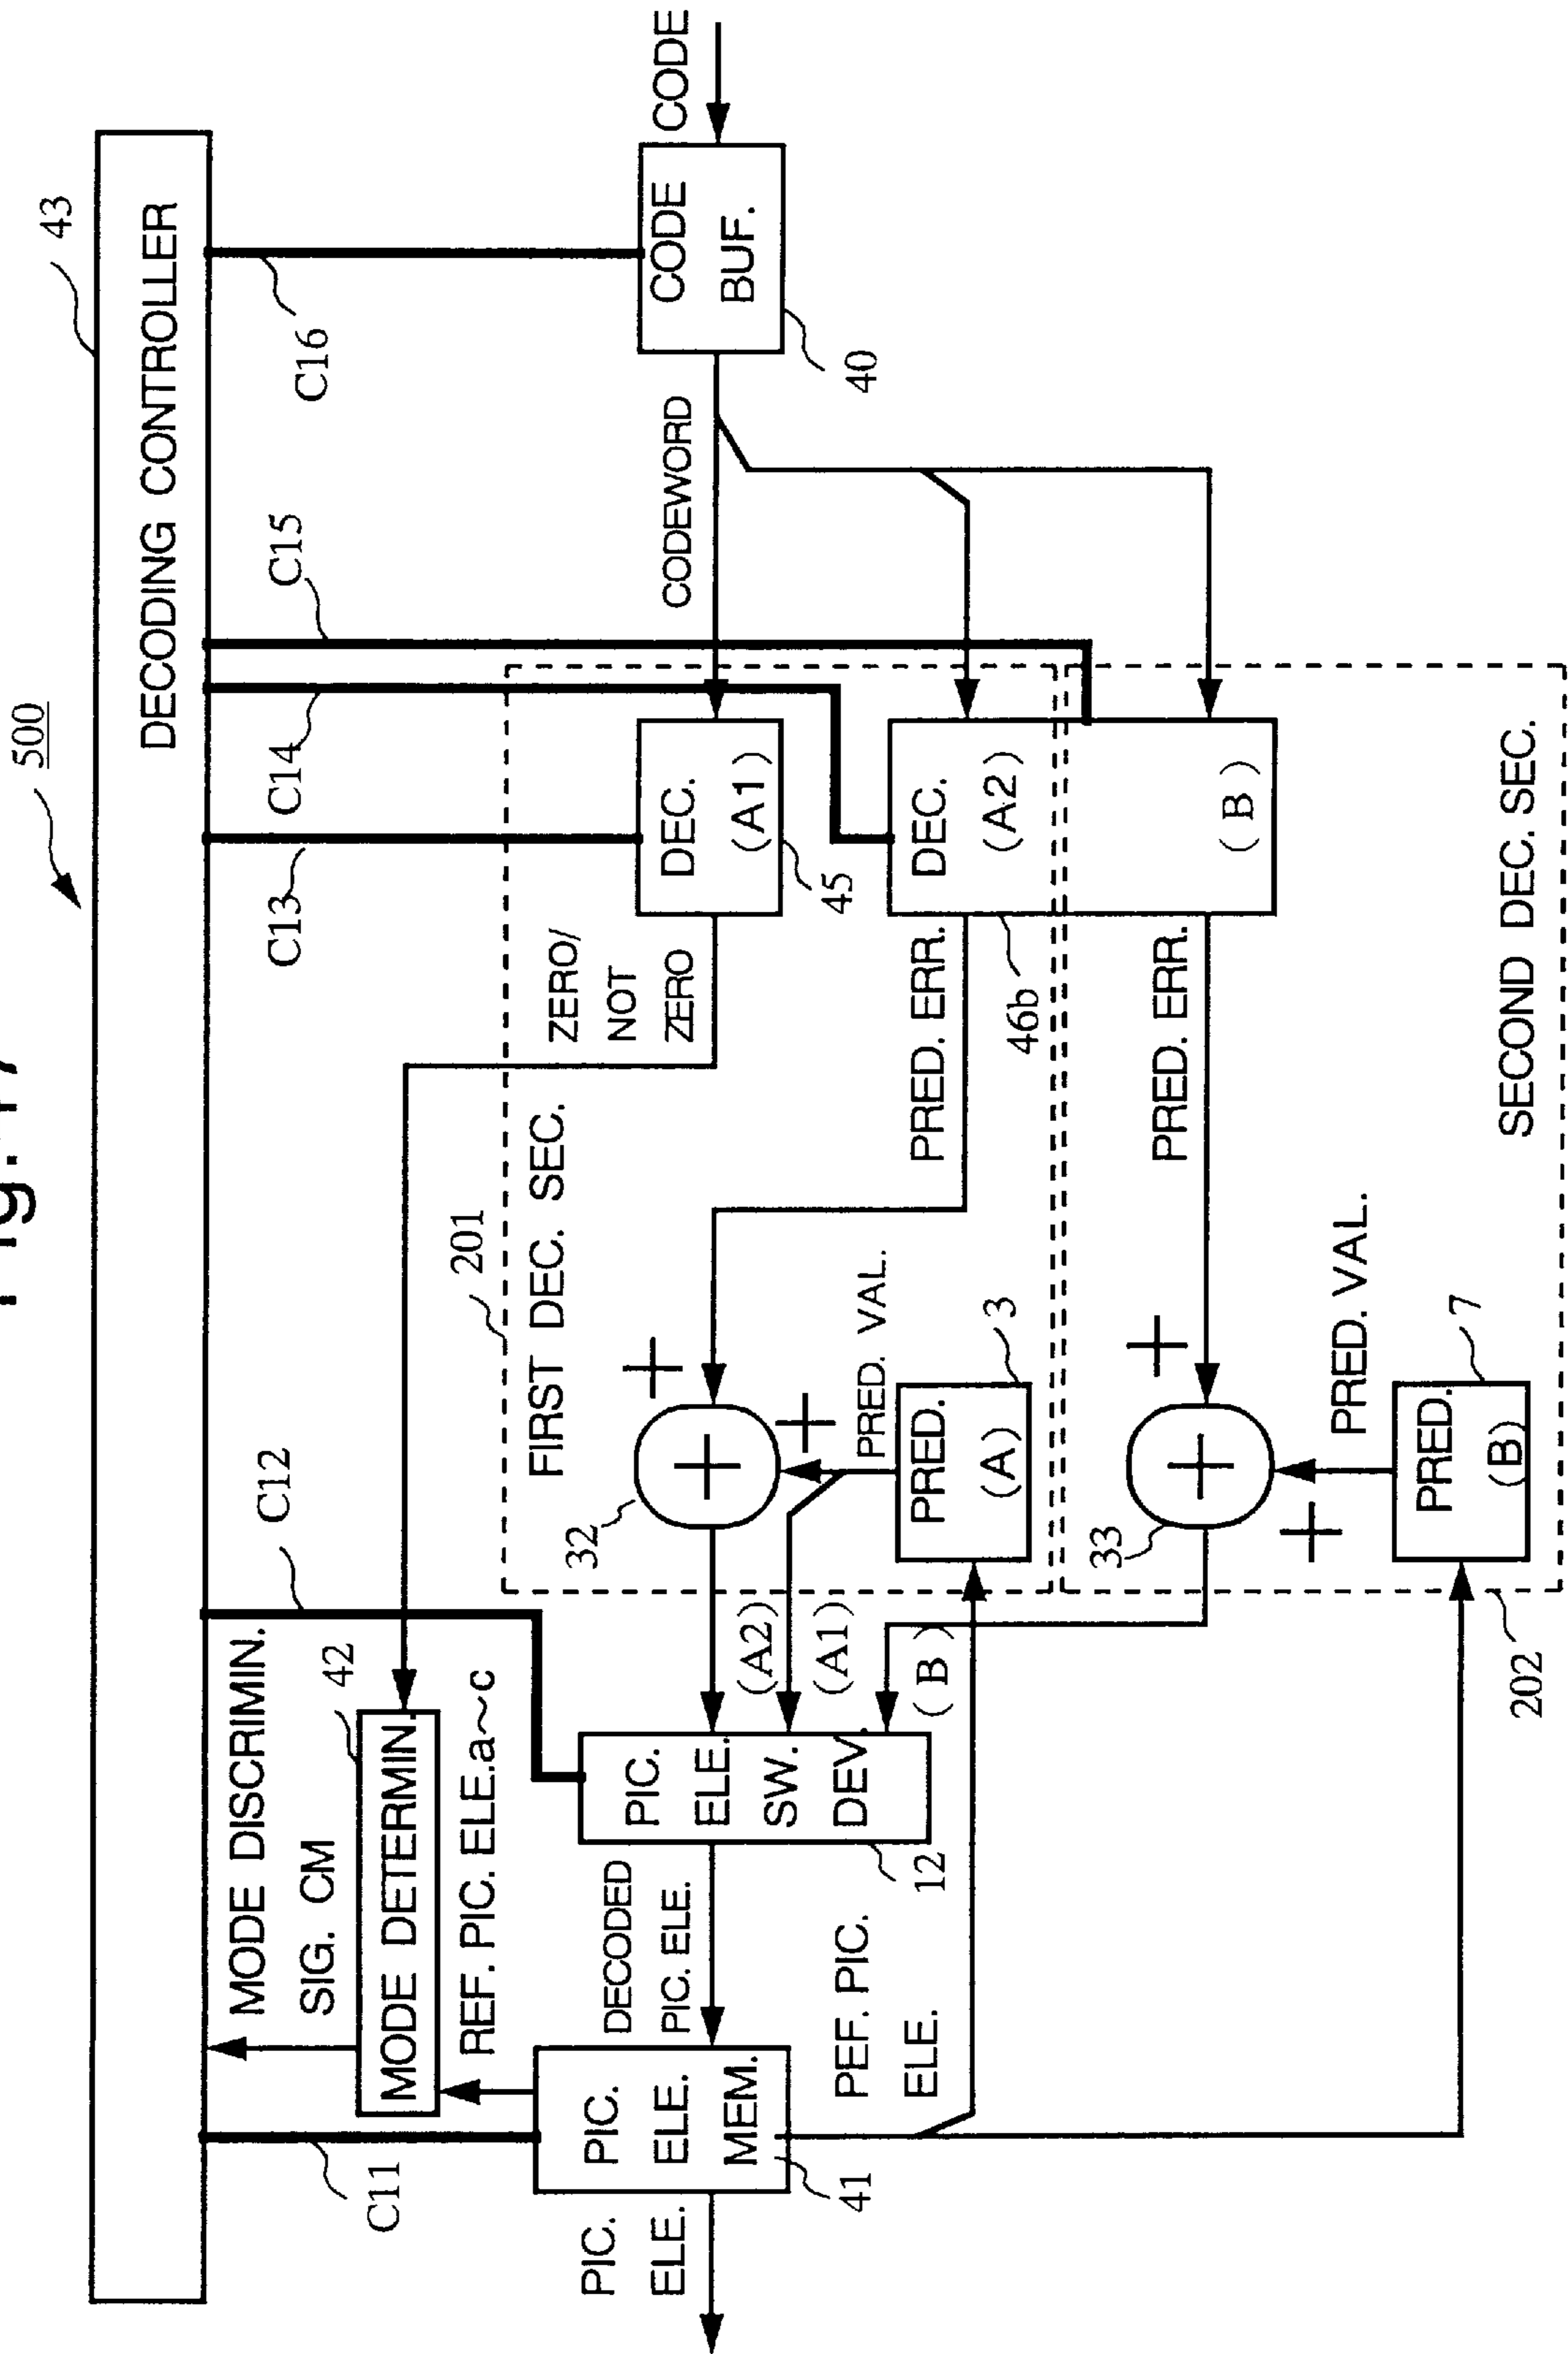 Fig.
500
43
DECODING CONTROLLER
C11
MODE DISCRIMIN.
SIG. CM
42
MODE DETERMIN.
REF. PIC. ELE.a~c
C12
C13
C14
C15
C16
PIC.
ELE.
PIC.
ELE.
MEM.
41
DECODED
PIC. ELE.
PEF. PIC.
ELE.
PIC.
ELE.
SW.
DEV.
12
(A2)
(A1)
(B)
201
FIRST DEC. SEC.
32
+
+
+
PRED. VAL.
PRED.
(A)
3
ZERO/
NOT
ZERO
DEC.
(A1)
45
PRED. ERR.
DEC.
(A2)
46b
(B)
PRED. ERR.
CODEWORD
CODE
BUF.
40
CODE
33
+
+
+
PRED. VAL.
PRED.
(B)
7
202
SECOND DEC. SEC.